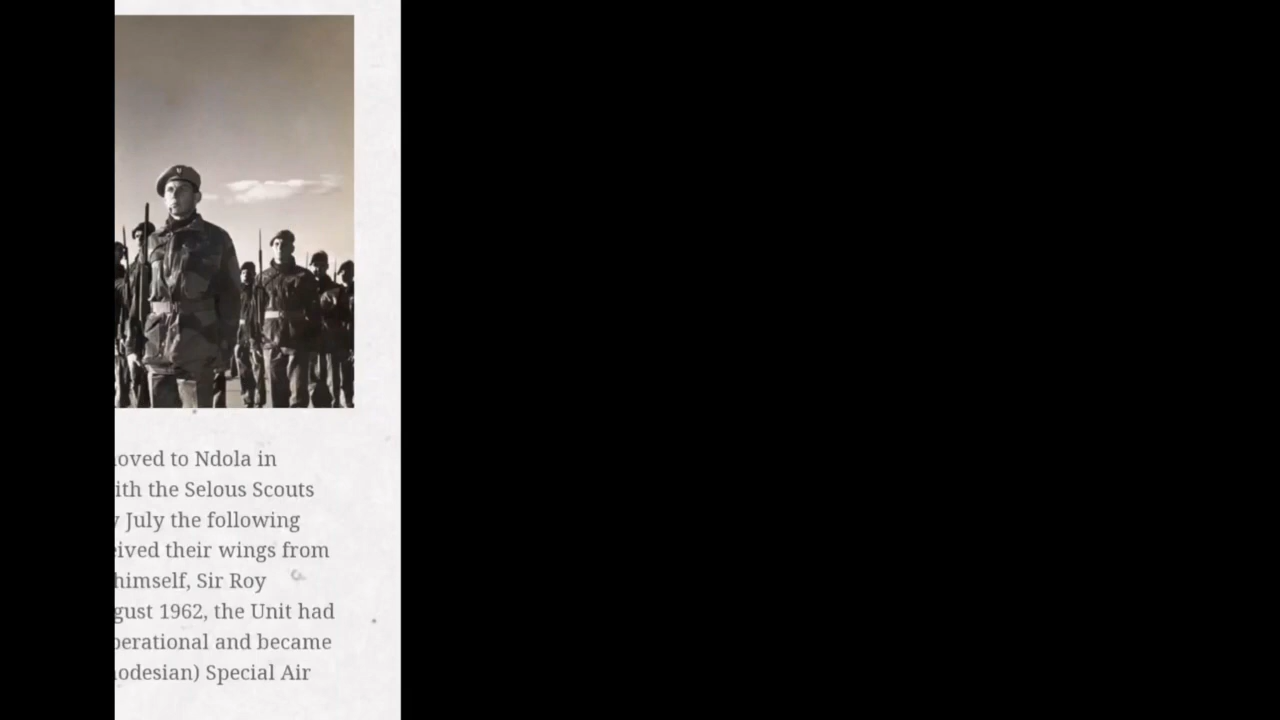 oved to Ndola in
ith the Selous Scouts
July the following
eived their wings from
himself, Sir Roy
gust 1962, the Unit had
perational and became
odesian) Special Air